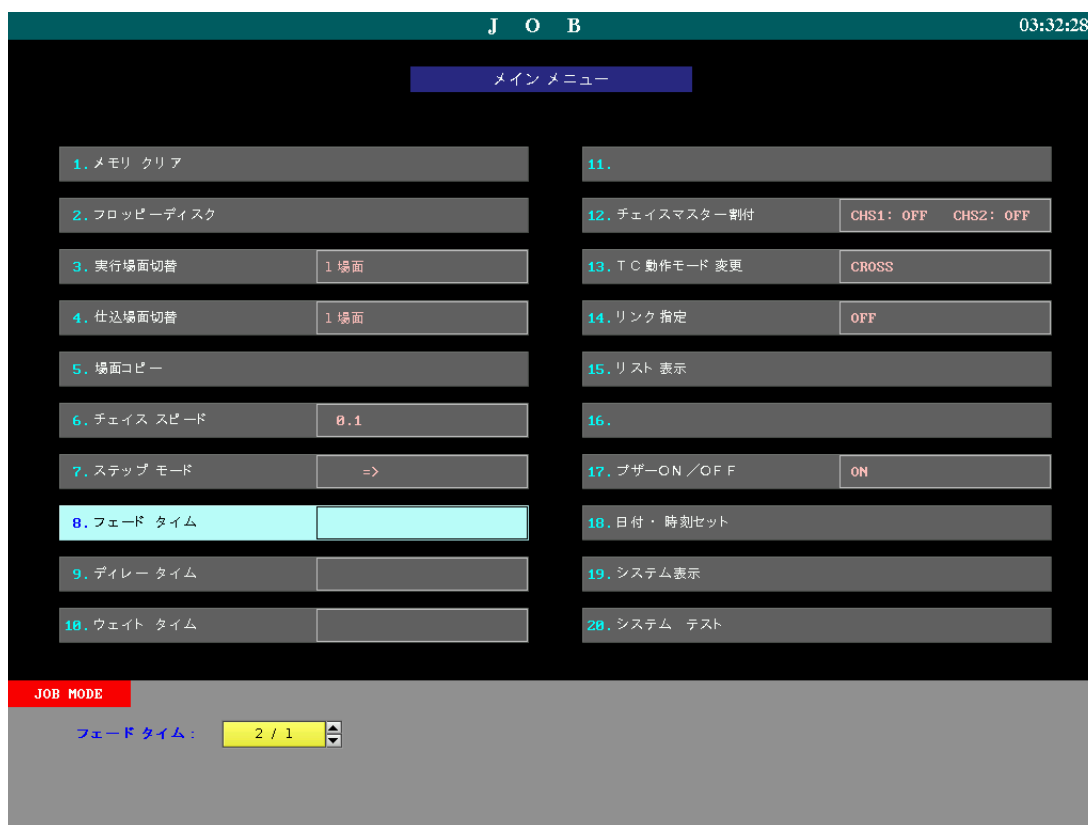 J O B 03:32:28
メイン メニュー
1. メモリ クリア
2. フロッピーディスク
3. 実行場面切替 1 場面
4. 仕込場面切替 1 場面
5. 場面コピー
6. チェイス スピード 0.1
7. ステップ モード =>
8. フェード タイム
9. ディレー タイム
10. ウェイト タイム
11.
12. チェイスマスター割付 CHS1: OFF CHS2: OFF
13. TC動作モード 変更 CROSS
14. リンク指定 OFF
15. リスト 表示
16.
17. ブザーON／OFF ON
18. 日付・時刻セット
19. システム表示
20. システム テスト
JOB MODE
フェード タイム: 2 / 1